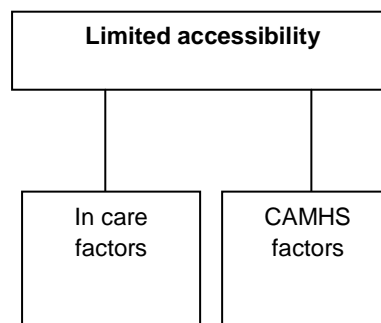 Limited accessibility
In care
factors
CAMHS
factors